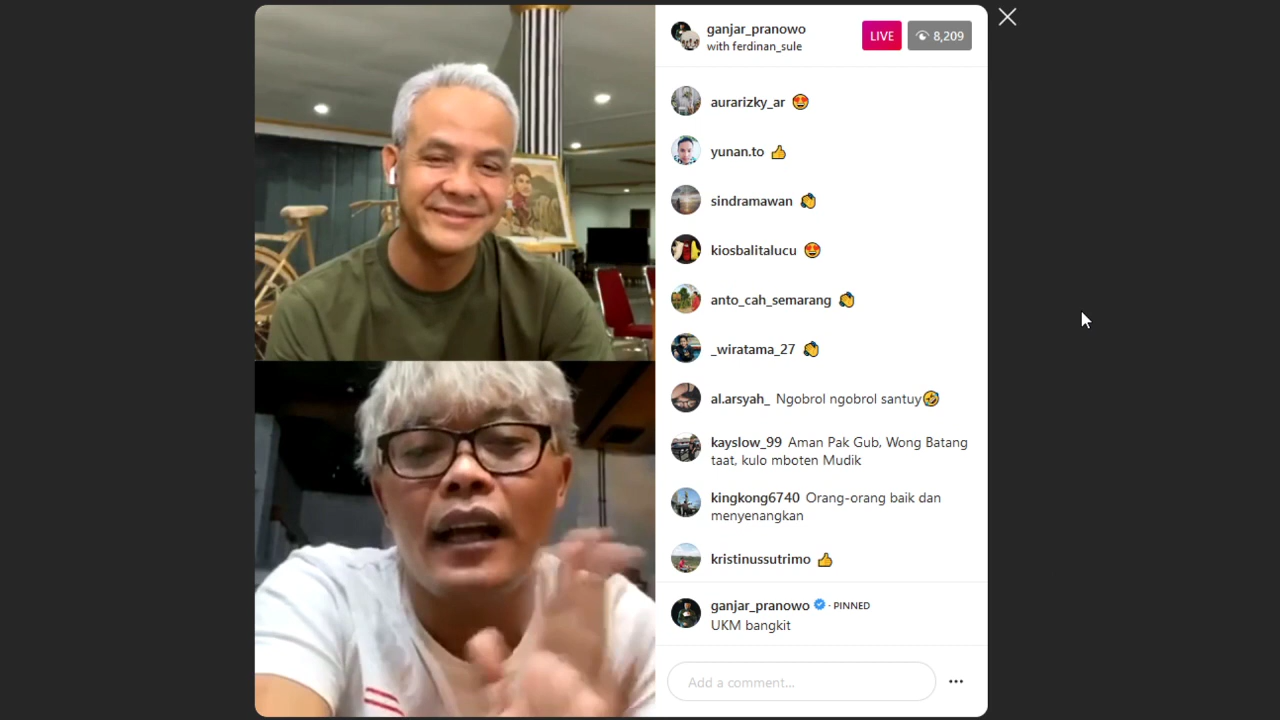 ganjar_pranowo
with ferdinan_sule
LIVE
8,209
aurarizky_ar 😍
yunan.to 👍
sindramawan 👏
kiosbalitalucu 😍
anto_cah_semarang 👏
_wiratama_27 👏
al.arsyah_ Ngobrol ngobrol santuy🤣
kayslow_99 Aman Pak Gub, Wong Batang
taat, kulo mboten Mudik
kingkong6740 Orang-orang baik dan
menyenangkan
kristinussutrimo 👍
ganjar_pranowo · PINNED
UKM bangkit
Add a comment...